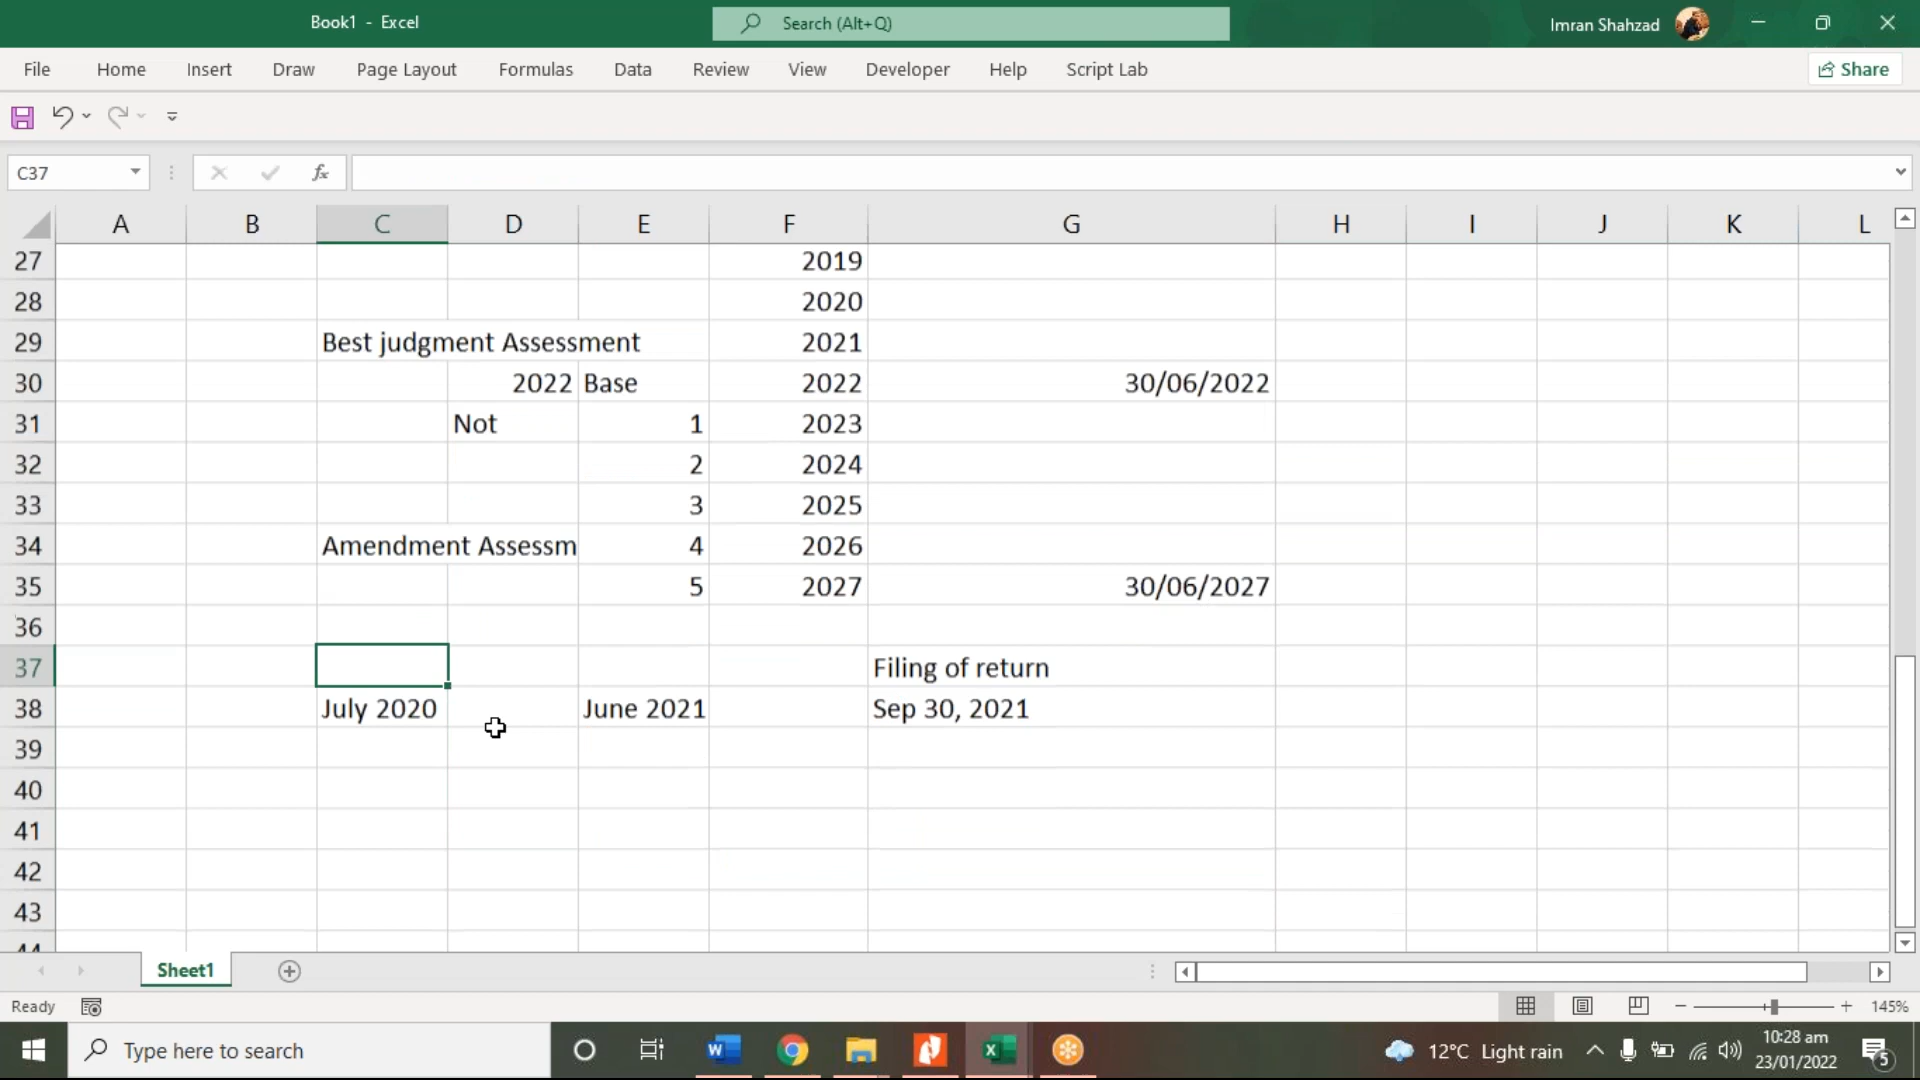 Book1 - Excel
Search (Alt+Q)
Imran Shahzad
File Home Insert Draw Page Layout Formulas Data Review View Developer Help Script Lab Share
C37 fx
A B C D E F G H I J K L
27 2019
28 2020
29 Best judgment Assessment 2021
30 2022 Base 2022 30/06/2022
31 Not 1 2023
32 2 2024
33 3 2025
34 Amendment Assessm 4 2026
35 5 2027 30/06/2027
36
37 Filing of return
38 July 2020 June 2021 Sep 30, 2021
39
40
41
42
43
44
Sheet1
Ready 145%
Type here to search
12°C Light rain
10:28 am
23/01/2022
5